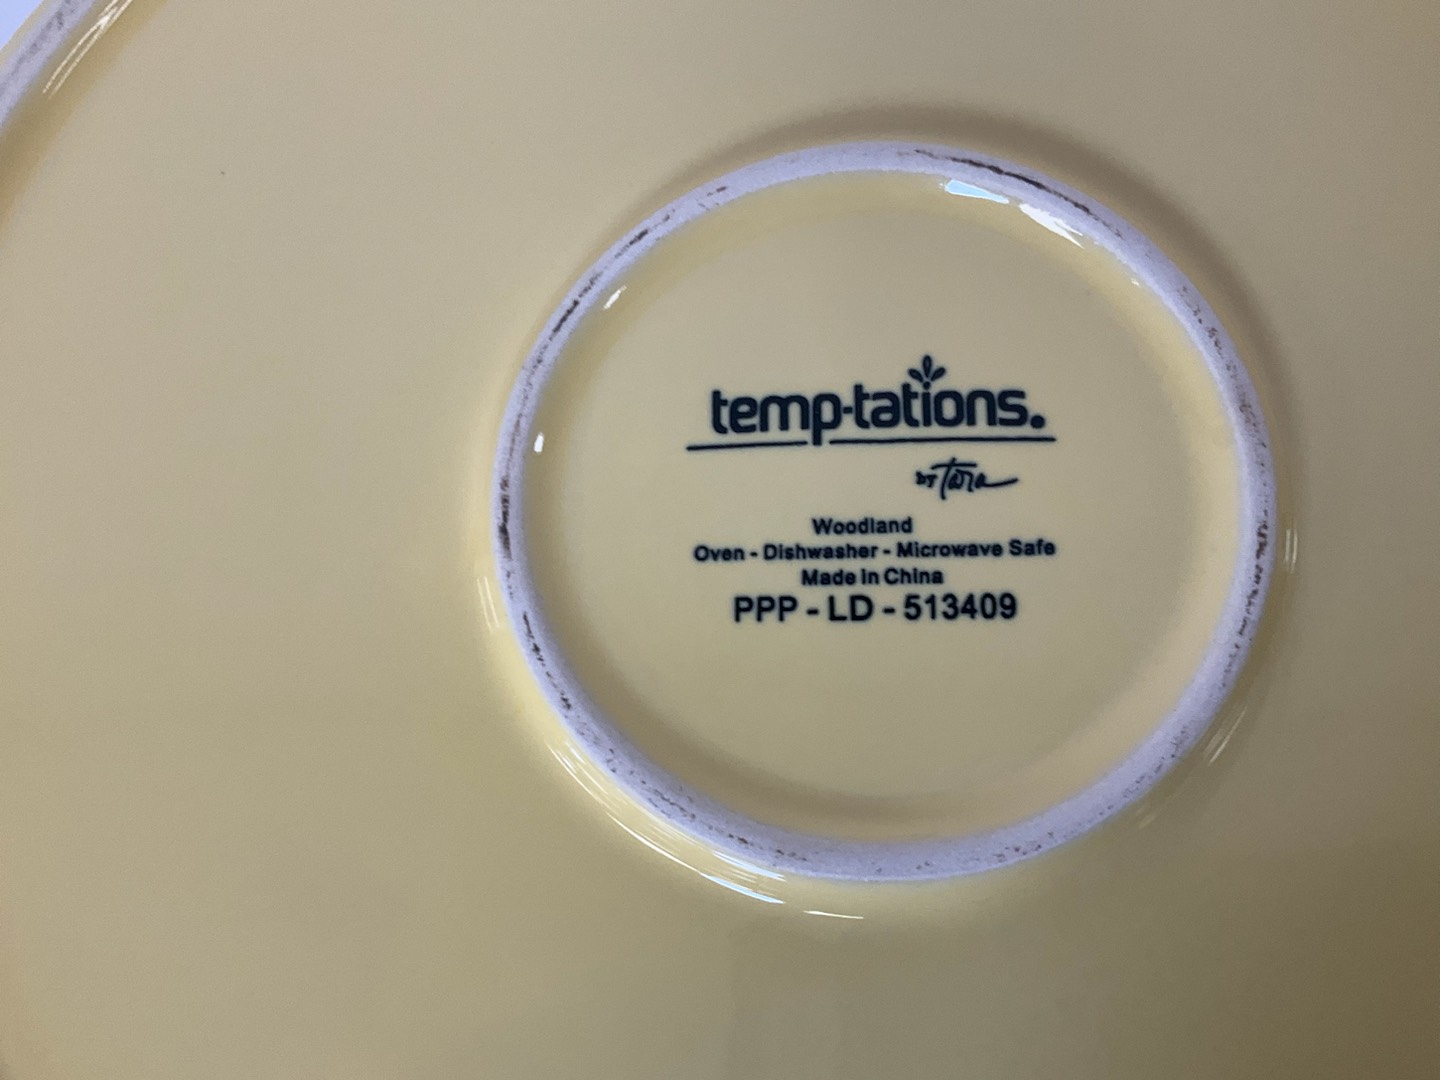 temp-tations.
by Tara
Woodland
Oven - Dishwasher - Microwave Safe
Made in China
PPP - LD - 513409